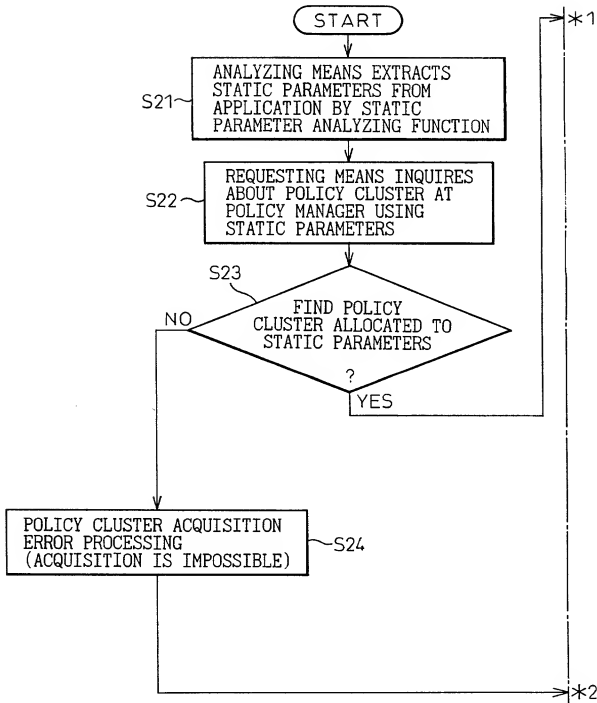 START
*1
S21
ANALYZING MEANS EXTRACTS
STATIC PARAMETERS FROM
APPLICATION BY STATIC
PARAMETER ANALYZING FUNCTION
S22
REQUESTING MEANS INQUIRES
ABOUT POLICY CLUSTER AT
POLICY MANAGER USING
STATIC PARAMETERS
S23
FIND POLICY
CLUSTER ALLOCATED TO
STATIC PARAMETERS
?
NO
YES
POLICY CLUSTER ACQUISITION
ERROR PROCESSING
(ACQUISITION IS IMPOSSIBLE)
S24
*2